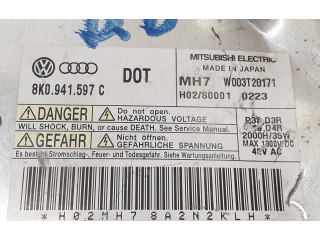 MITSUBISHI ELECTRIC
MADE IN JAPAN
8K0.941.597 C DOT
MH7 W003T20171
H02/S0001 0223
DANGER Do not open.
HAZARDOUS VOLTAGE
WILL SHOCK, BURN, or cause DEATH. See Service Manual.
GEFAHR Nicht öffnen.
GEFÄHRLICHE SPANNUNG
Es besteht Stromschlag-, Feuer- und Todesgefahr. Siehe Handbuch.
D3R
D4R
2000H/35W
MAX 1300V DC
45V AC
*H02MH78A2N2KLH*